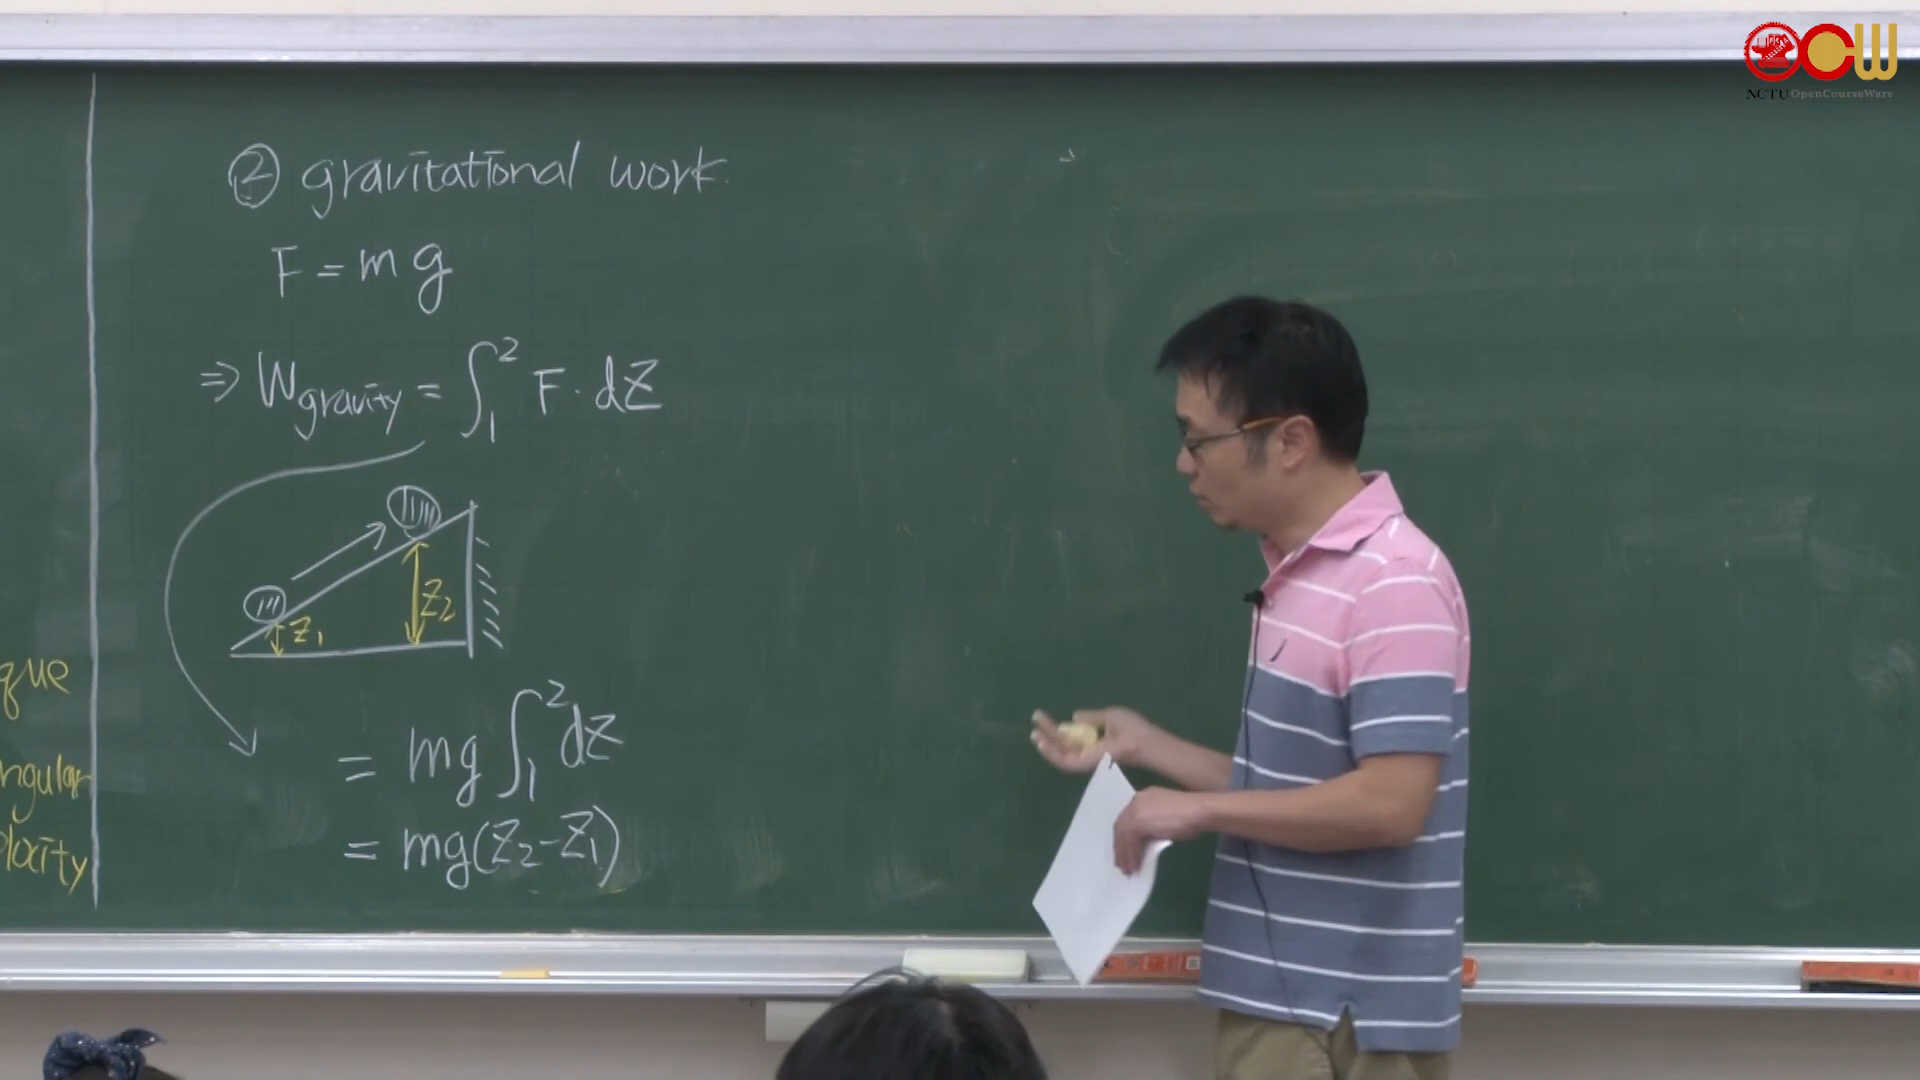 ② gravitational work.
F = mg
⇒ Wgravity = ∫₁² F · dZ
Z₁
Z₂
= mg ∫₁² dZ
= mg(Z₂-Z₁)
que
ngular
locity
NCTU OpenCourseWare